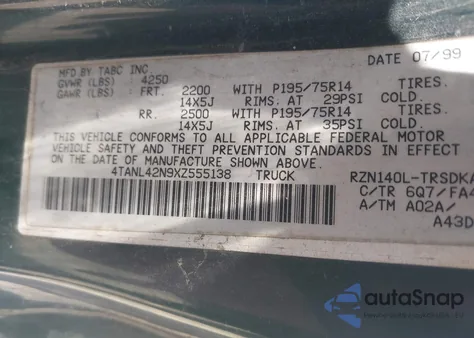 MFD BY TABC INC. DATE 07/99
GVWR (LBS) 4250
GAWR (LBS) FRT. 2200 WITH P195/75R14 TIRES.
14X5J RIMS. AT 29PSI COLD.
RR. 2500 WITH P195/75R14 TIRES.
14X5J RIMS. AT 35PSI COLD.
THIS VEHICLE CONFORMS TO ALL APPLICABLE FEDERAL MOTOR
VEHICLE SAFETY AND THEFT PREVENTION STANDARDS IN EFFECT
ON THE DATE OF MANUFACTURE SHOWN ABOVE.
4TANL42N9XZ555138 TRUCK RZN140L-TRSDKA
C/TR 6Q7/FA4
A/TM A02A/
A43D
autoSnap